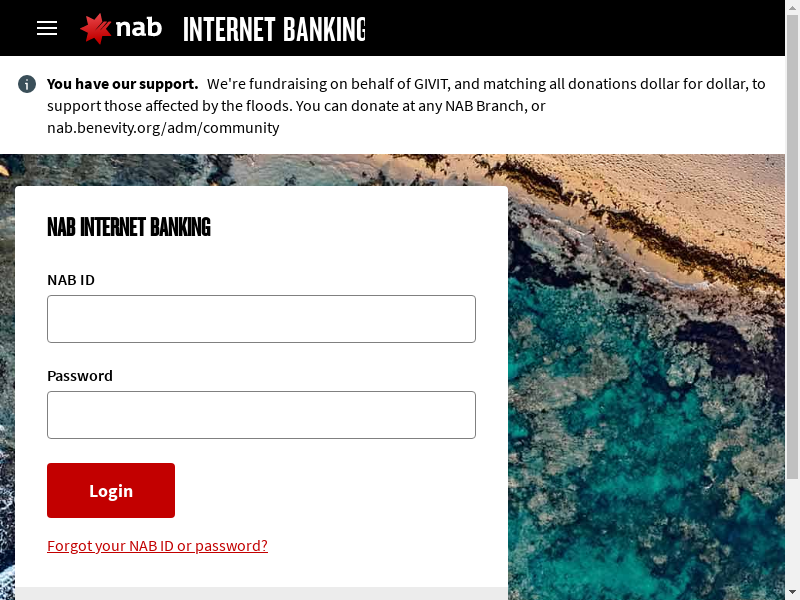 nab INTERNET BANKING
You have our support. We're fundraising on behalf of GIVIT, and matching all donations dollar for dollar, to
support those affected by the floods. You can donate at any NAB Branch, or
nab.benevity.org/adm/community
NAB INTERNET BANKING
NAB ID
Password
Login
Forgot your NAB ID or password?